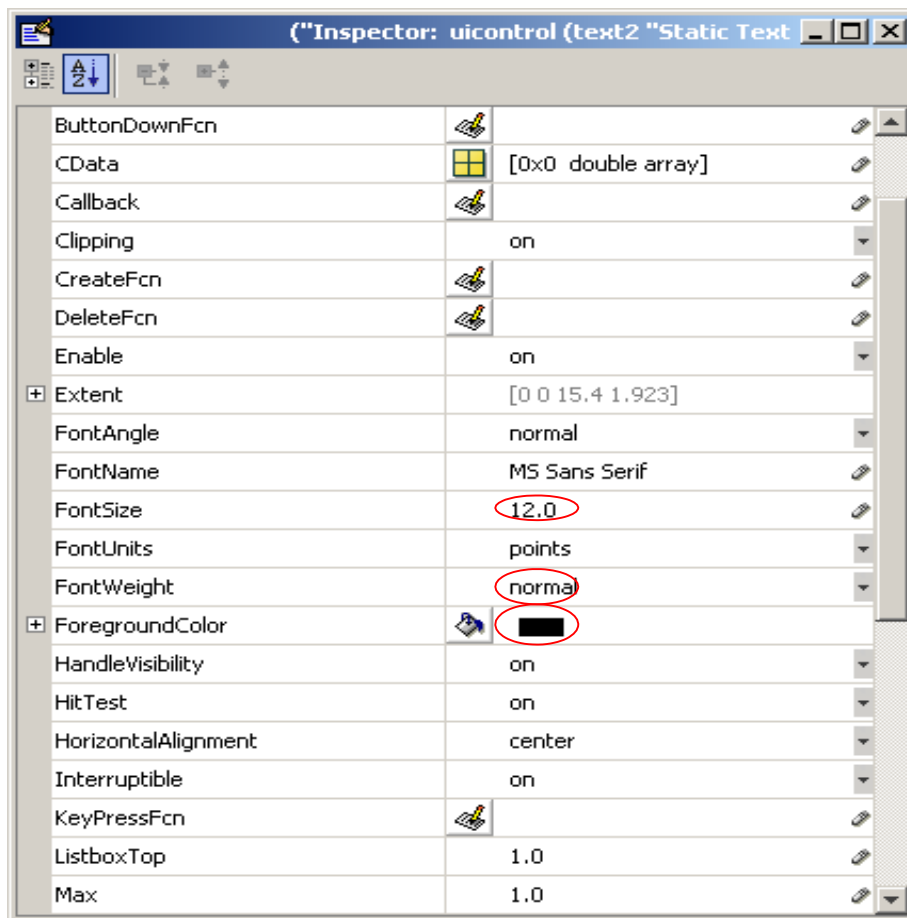 ("Inspector: uicontrol (text2 "Static Text
ButtonDownFcn
CData [0x0 double array]
Callback
Clipping on
CreateFcn
DeleteFcn
Enable on
Extent [0 0 15.4 1.923]
FontAngle normal
FontName MS Sans Serif
FontSize 12.0
FontUnits points
FontWeight normal
ForegroundColor
HandleVisibility on
HitTest on
HorizontalAlignment center
Interruptible on
KeyPressFcn
ListboxTop 1.0
Max 1.0